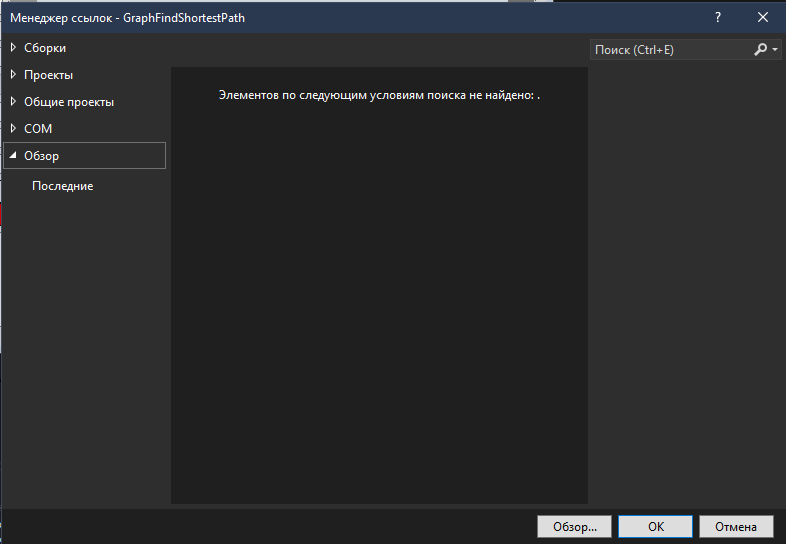 Менеджер ссылок - GraphFindShortestPath
?
Сборки
Поиск (Ctrl+E)
Проекты
Элементов по следующим условиям поиска не найдено: .
Общие проекты
COM
Обзор
Последние
Обзор...
ОК
Отмена